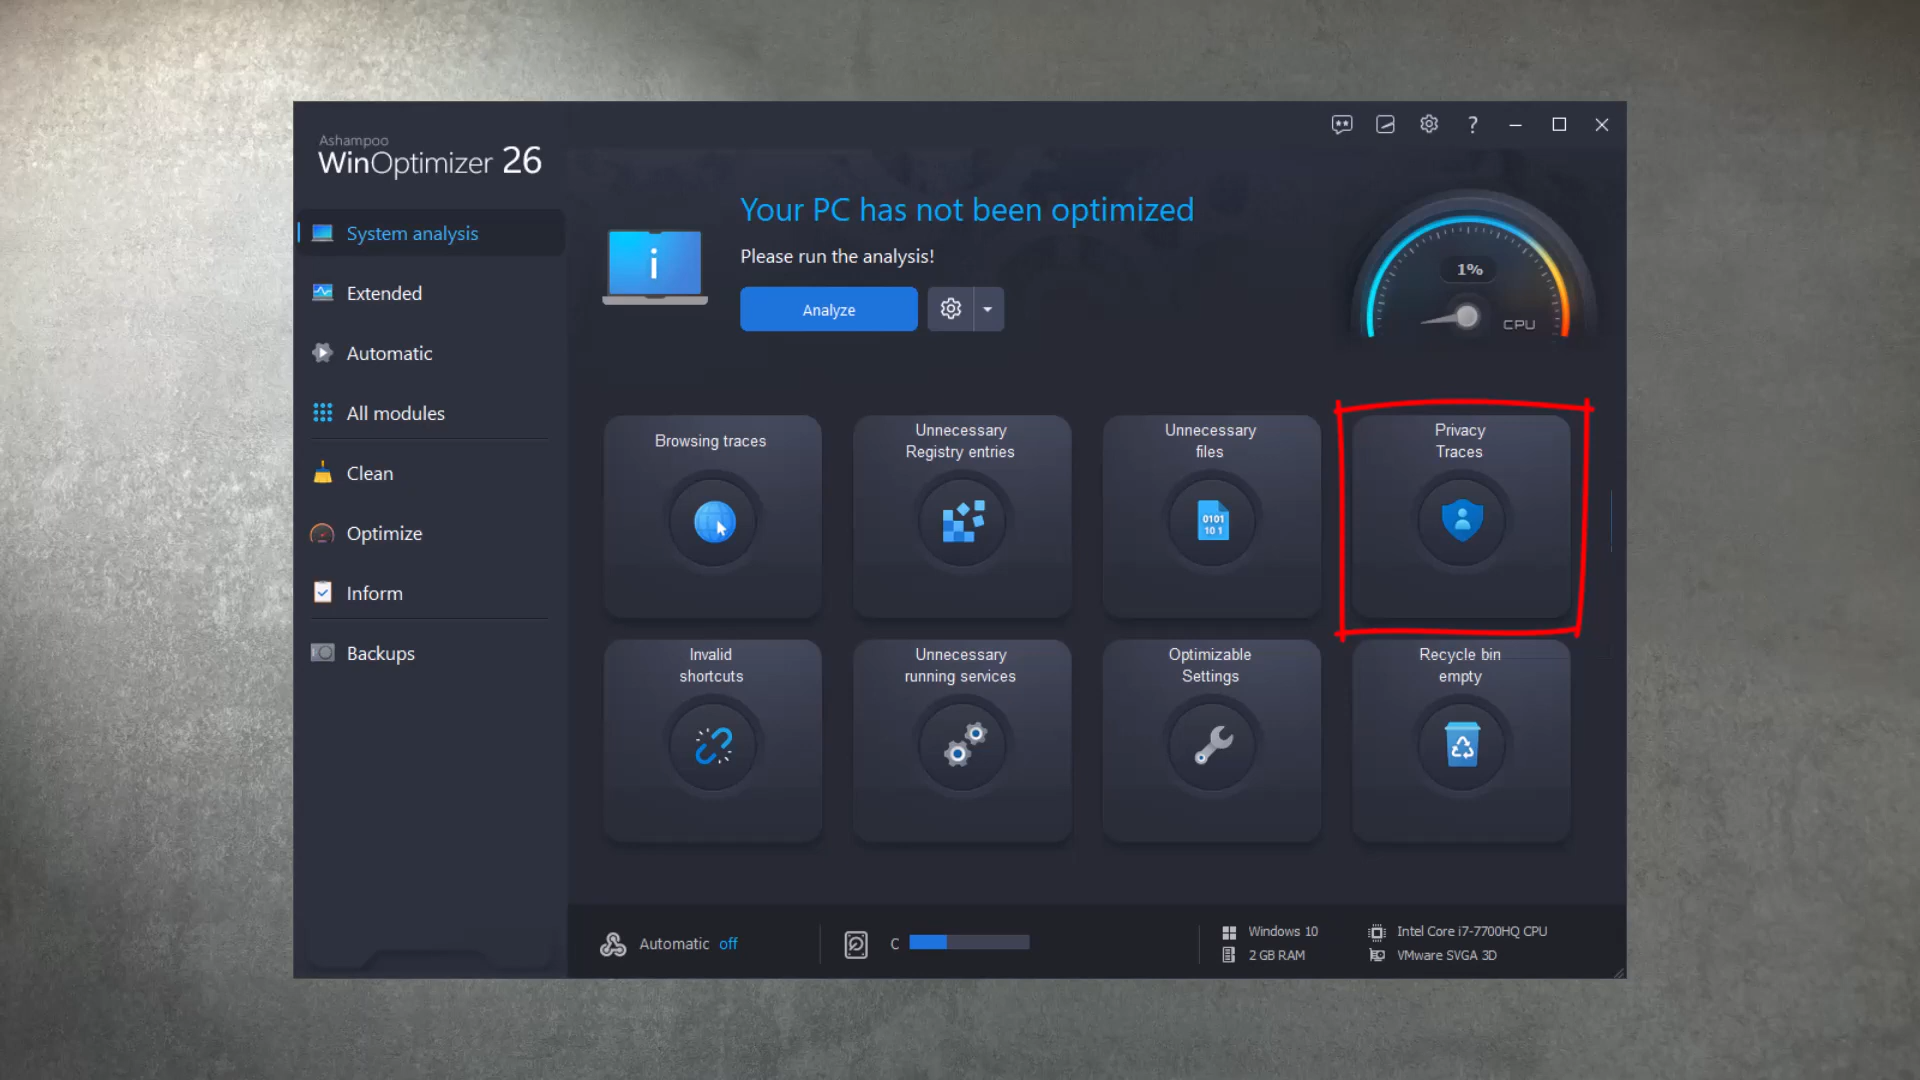 Ashampoo
WinOptimizer 26
System analysis
Extended
Automatic
All modules
Clean
Optimize
Inform
Backups
Your PC has not been optimized
Please run the analysis!
Analyze
1%
CPU
Browsing traces
Unnecessary
Registry entries
Unnecessary
files
0101
10 1
Privacy
Traces
Invalid
shortcuts
Unnecessary
running services
Optimizable
Settings
Recycle bin
empty
Automatic off
C
Windows 10
2 GB RAM
Intel Core i7-7700HQ CPU
VMware SVGA 3D